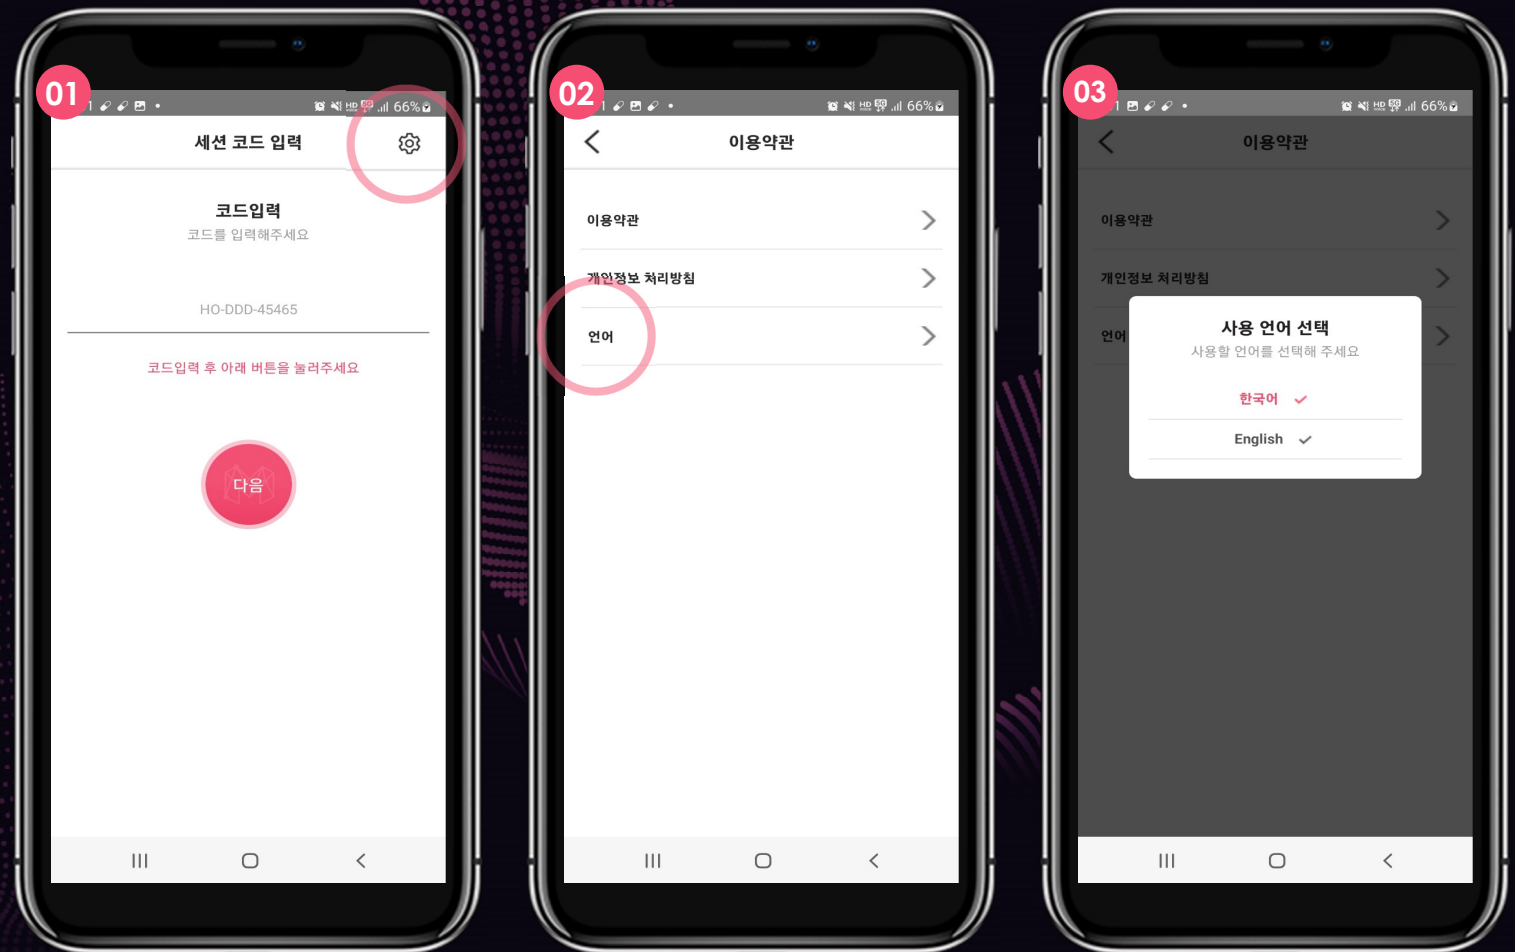 01
66%
세션 코드 입력
코드입력
코드를 입력해주세요
HO-DDD-45465
코드입력 후 아래 버튼을 눌러주세요
다음
02
66%
이용약관
이용약관
개인정보 처리방침
언어
03
66%
이용약관
이용약관
개인정보 처리방침
언어
사용 언어 선택
사용할 언어를 선택해 주세요
한국어
English